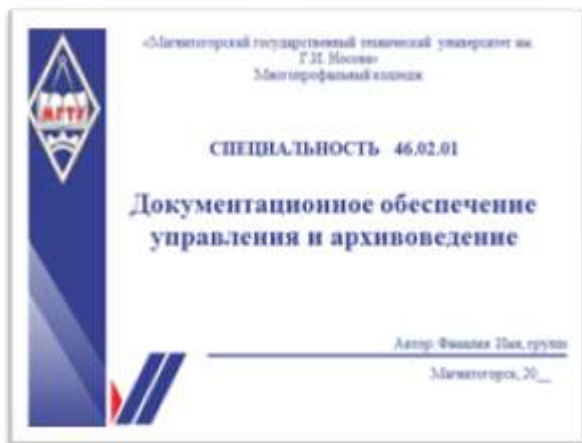 МГТУ
«Магнитогорский государственный технический университет им.
Г.И. Носова»
Многопрофильный колледж
СПЕЦИАЛЬНОСТЬ 46.02.01
Документационное обеспечение
управления и архивоведение
Автор: Фамилия Имя, группа
Магнитогорск, 20__